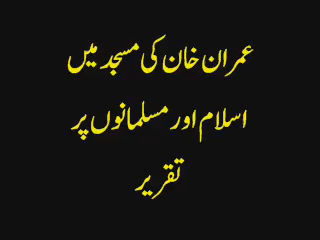 عمران خان کی مسجد میں
اسلام اور مسلمانوں پر
تقریر